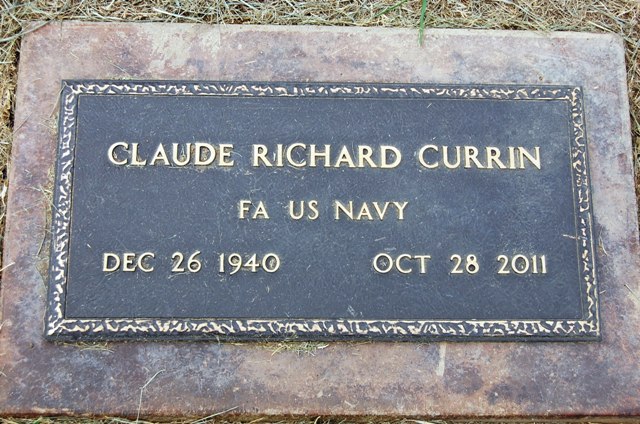 CLAUDE RICHARD CURRIN
FA US NAVY
DEC 26 1940 OCT 28 2011